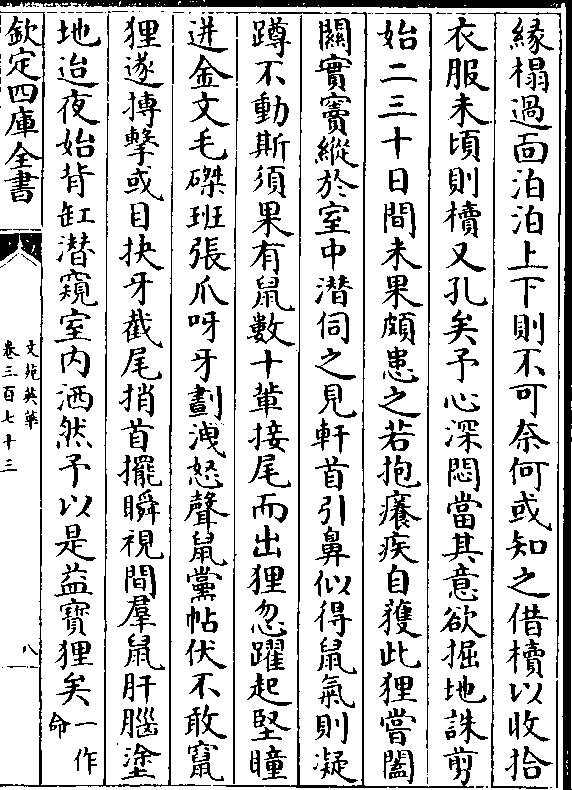 緣榻過面泊泊上下則不可奈何或知之借櫝以收拾
衣服未頃則櫝又孔矣予心深悶當其意欲掘地誅剪
始二三十日間未果頗患之若抱癢疾自獲此狸嘗闔
關實竇縱於室中潜伺之見軒首引鼻似得鼠氣則凝
蹲不動斯須果有鼠數十輩接尾而出狸忽躍起堅瞳
迸金文毛磔班張爪呀牙劃洩怒聲鼠黨帖伏不敢竄
狸遂摶擊或目抉牙截尾捎首擺瞬視間羣鼠肝腦塗
地迨夜始背缸潜窺室内洒然予以是益寶狸矣一作命
欽定四庫全書
文苑英華
卷三百七十三
八